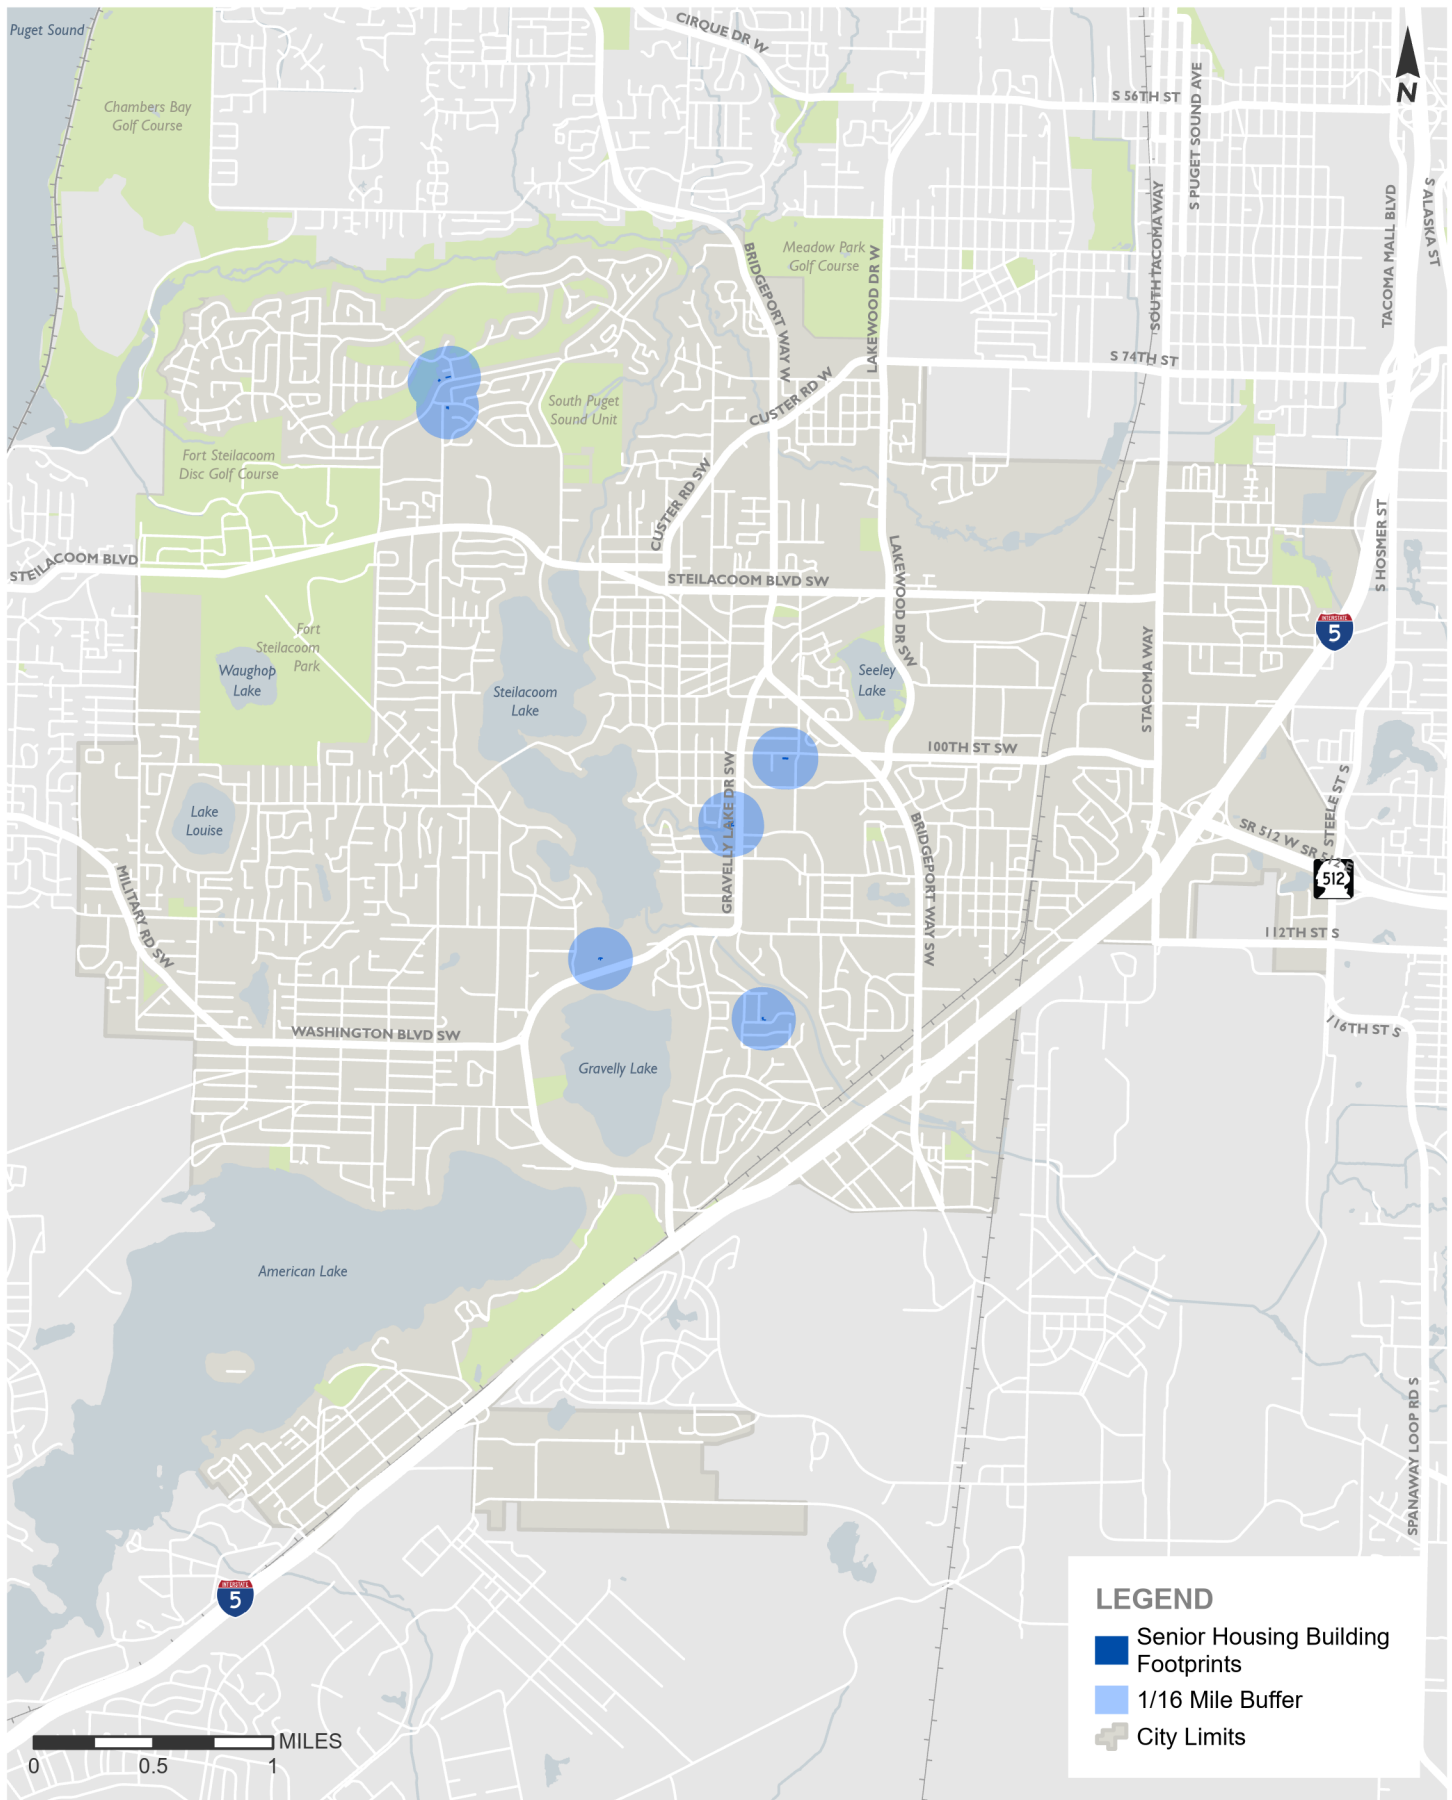 Puget Sound
CIRQUE DR W
Chambers Bay
Golf Course
S 56TH ST
S PUGET SOUND AVE
N
SOUTH TACOMA WAY
TACOMA MALL BLVD
S ALASKA ST
BRIDGEPORT WAY W
Meadow Park
Golf Course
LAKEWOOD DR W
S 74TH ST
CUSTER RD W
South Puget
Sound Unit
Fort Steilacoom
Disc Golf Course
CUSTER RD SW
STEILACOOM BLVD
STEILACOOM BLVD SW
LAKEWOOD DR SW
S HOSMER ST
INTERSTATE
5
Fort
Steilacoom
Park
Waughop
Lake
Steilacoom
Lake
Seeley
Lake
S TACOMA WAY
100TH ST SW
GRAVELLY LAKE DR SW
Lake
Louise
BRIDGEPORT WAY SW
STEELE ST S
SR 512 W SR 512 E
512
MILITARY RD SW
112TH ST S
116TH ST S
WASHINGTON BLVD SW
Gravelly Lake
American Lake
SPANAWAY LOOP RD S
INTERSTATE
5
LEGEND
Senior Housing Building
Footprints
1/16 Mile Buffer
City Limits
MILES
0 0.5 1